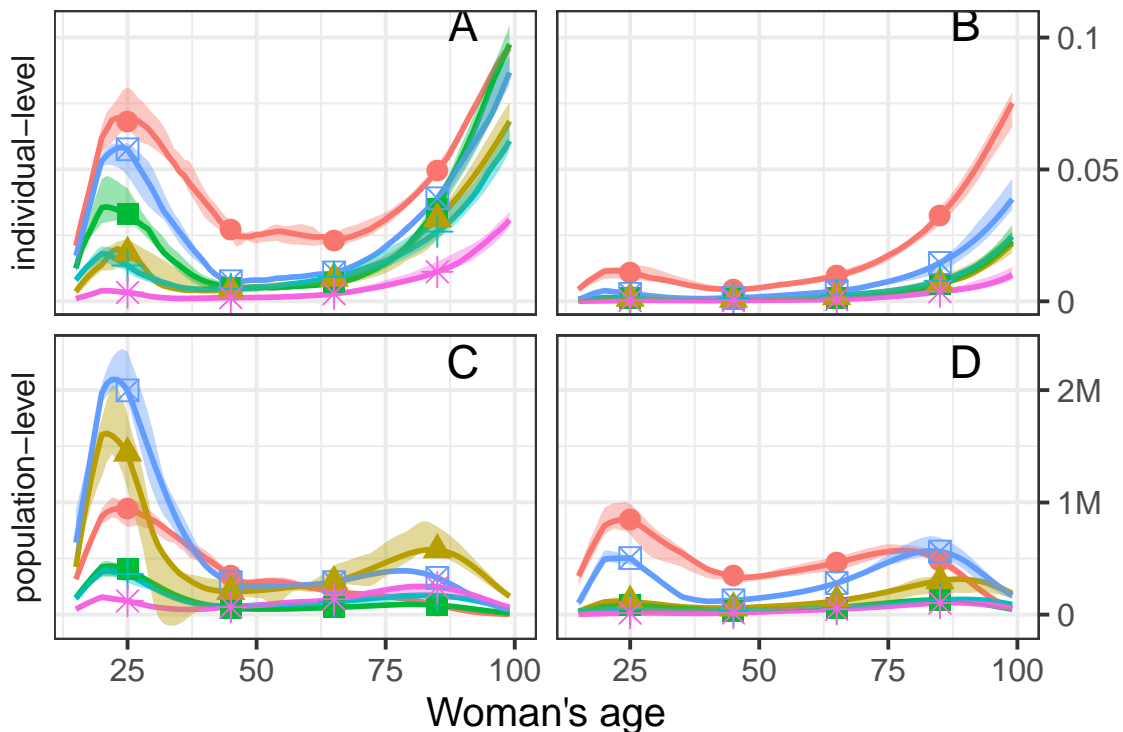 A
B
individual−level
0.1
0.05
0
C
D
population−level
2M
1M
0
25
50
75
100
25
50
75
100
Woman's age